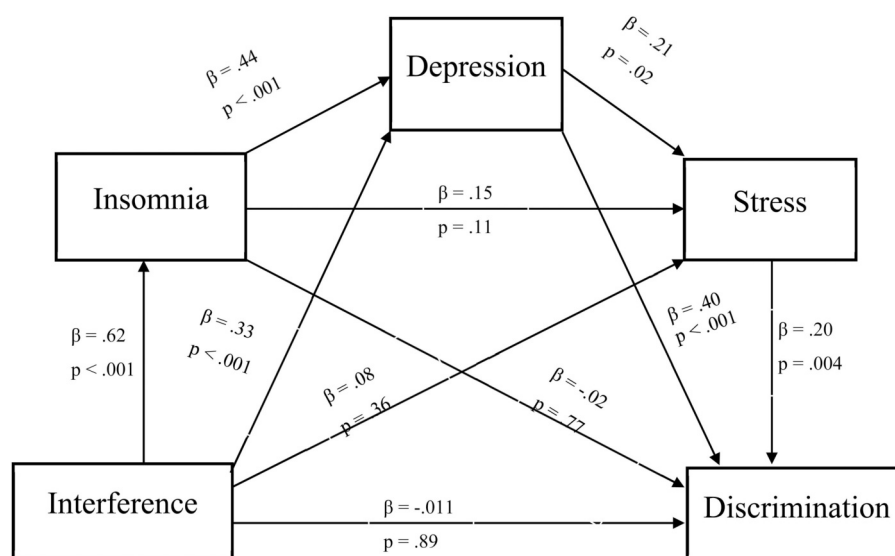 β = .44
p < .001
Depression
β = .21
p = .02
Insomnia
β = .15
p = .11
Stress
β = .62
p < .001
β = .33
p < .001
β = .08
p = .36
β = -.02
p = .77
β = .40
p < .001
β = .20
p = .004
Interference
β = -.011
p = .89
Discrimination